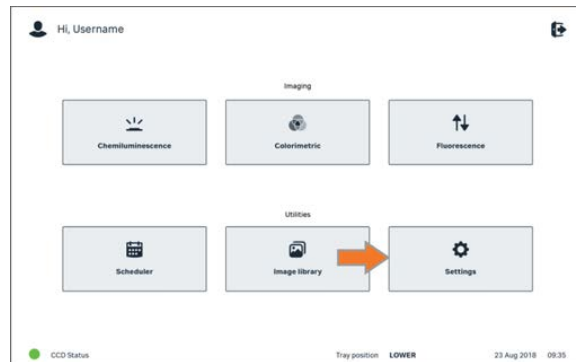 Hi, Username
Imaging
Chemiluminescence
Colorimetric
Fluorescence
Utilities
Scheduler
Image library
Settings
CCD Status
Tray position LOWER
23 Aug 2018 09:35